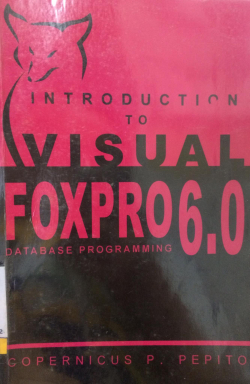 INTRODUCTION
TO
VISUAL
FOXPRO 6.0
DATABASE PROGRAMMING
COPERNICUS P. PEPITO